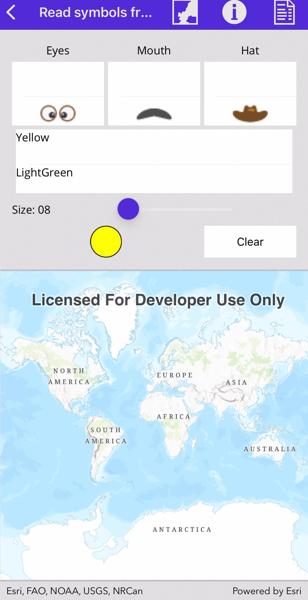 Read symbols fr...
Eyes Mouth Hat
Yellow
LightGreen
Size: 08
Clear
Licensed For Developer Use Only
NORTH
AMERICA
EUROPE
ASIA
AFRICA
SOUTH
AMERICA
AUSTRALIA
ANTARCTICA
Esri, FAO, NOAA, USGS, NRCan Powered by Esri